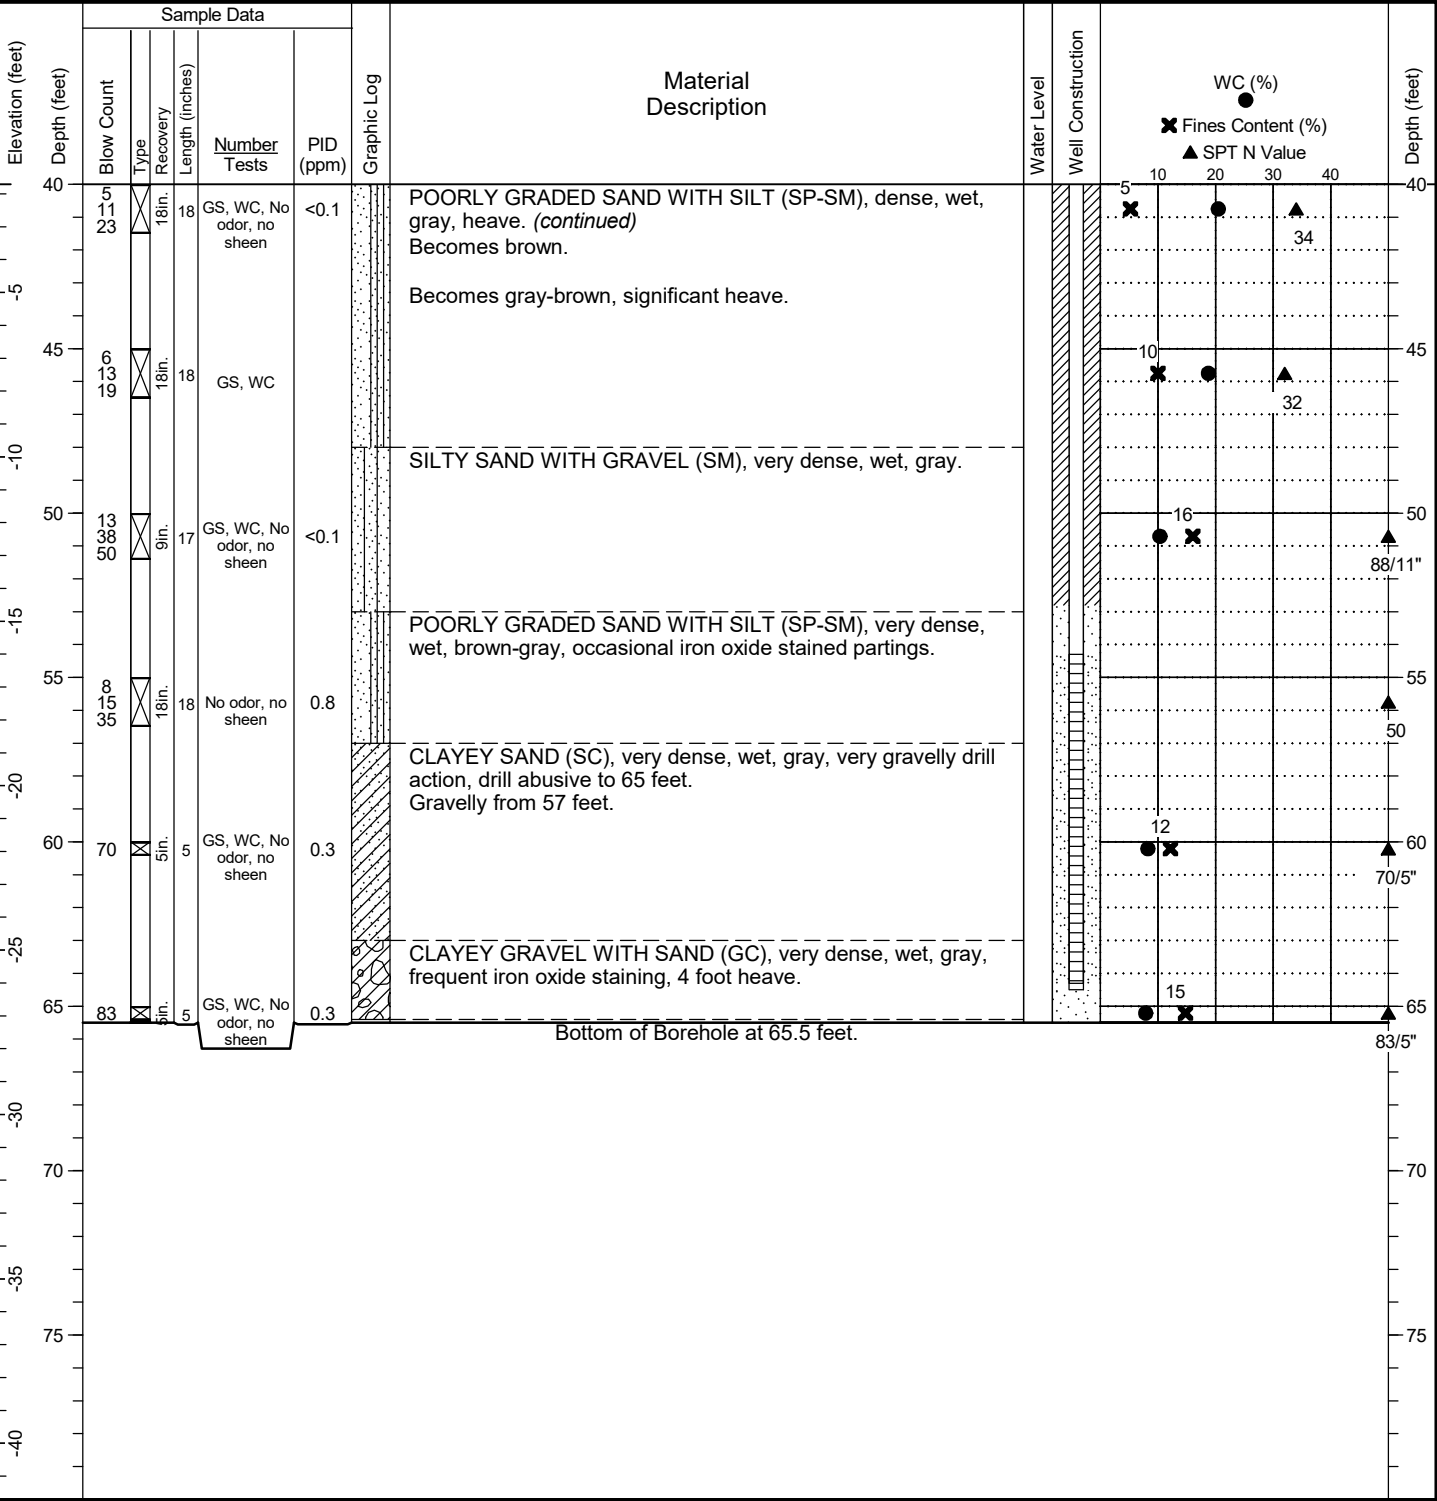 Sample Data
Elevation (feet)
Depth (feet)
Blow Count
Type
Recovery
Length (inches)
Number
Tests
PID
(ppm)
Graphic Log
Material
Description
Water Level
Well Construction
WC (%)
Fines Content (%)
SPT N Value
10 20 30 40
Depth (feet)
40
5
11
23
18in.
18
GS, WC, No
odor, no
sheen
<0.1
POORLY GRADED SAND WITH SILT (SP-SM), dense, wet,
gray, heave. (continued)
Becomes brown.
Becomes gray-brown, significant heave.
5
34
40
-5
45
6
13
19
18in.
18
GS, WC
10
32
45
-10
SILTY SAND WITH GRAVEL (SM), very dense, wet, gray.
50
13
38
50
9in.
17
GS, WC, No
odor, no
sheen
<0.1
16
88/11"
50
-15
POORLY GRADED SAND WITH SILT (SP-SM), very dense,
wet, brown-gray, occasional iron oxide stained partings.
55
8
15
35
18in.
18
No odor, no
sheen
0.8
50
55
-20
CLAYEY SAND (SC), very dense, wet, gray, very gravelly drill
action, drill abusive to 65 feet.
Gravelly from 57 feet.
60
70
5in.
5
GS, WC, No
odor, no
sheen
0.3
12
70/5"
60
-25
CLAYEY GRAVEL WITH SAND (GC), very dense, wet, gray,
frequent iron oxide staining, 4 foot heave.
65
83
5in.
5
GS, WC, No
odor, no
sheen
0.3
15
83/5"
65
Bottom of Borehole at 65.5 feet.
-30
70
70
-35
75
75
-40